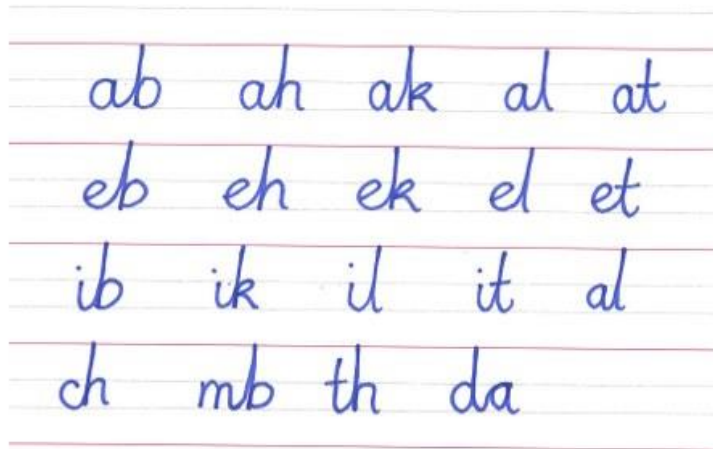 ab ah ak al at
eb eh ek el et
ib ik il it al
ch mb th da